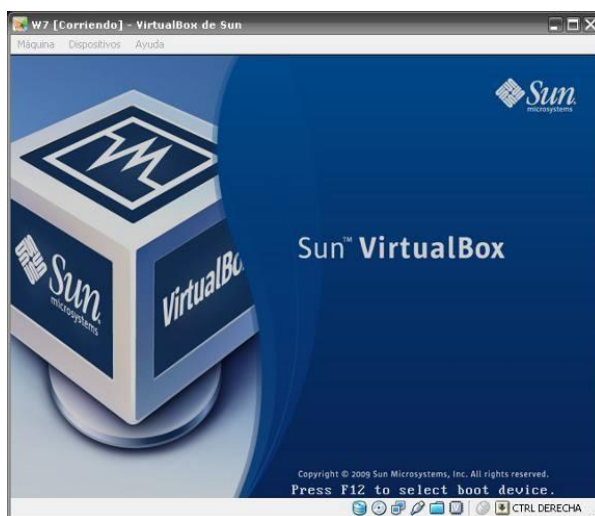 W7 [Corriendo] - VirtualBox de Sun
Máquina Dispositivos Ayuda
Sun
microsystems
Sun™ VirtualBox
Sun
microsystems
VirtualBo
Copyright © 2009 Sun Microsystems, Inc. All rights reserved.
Press F12 to select boot device.
CTRL DERECHA